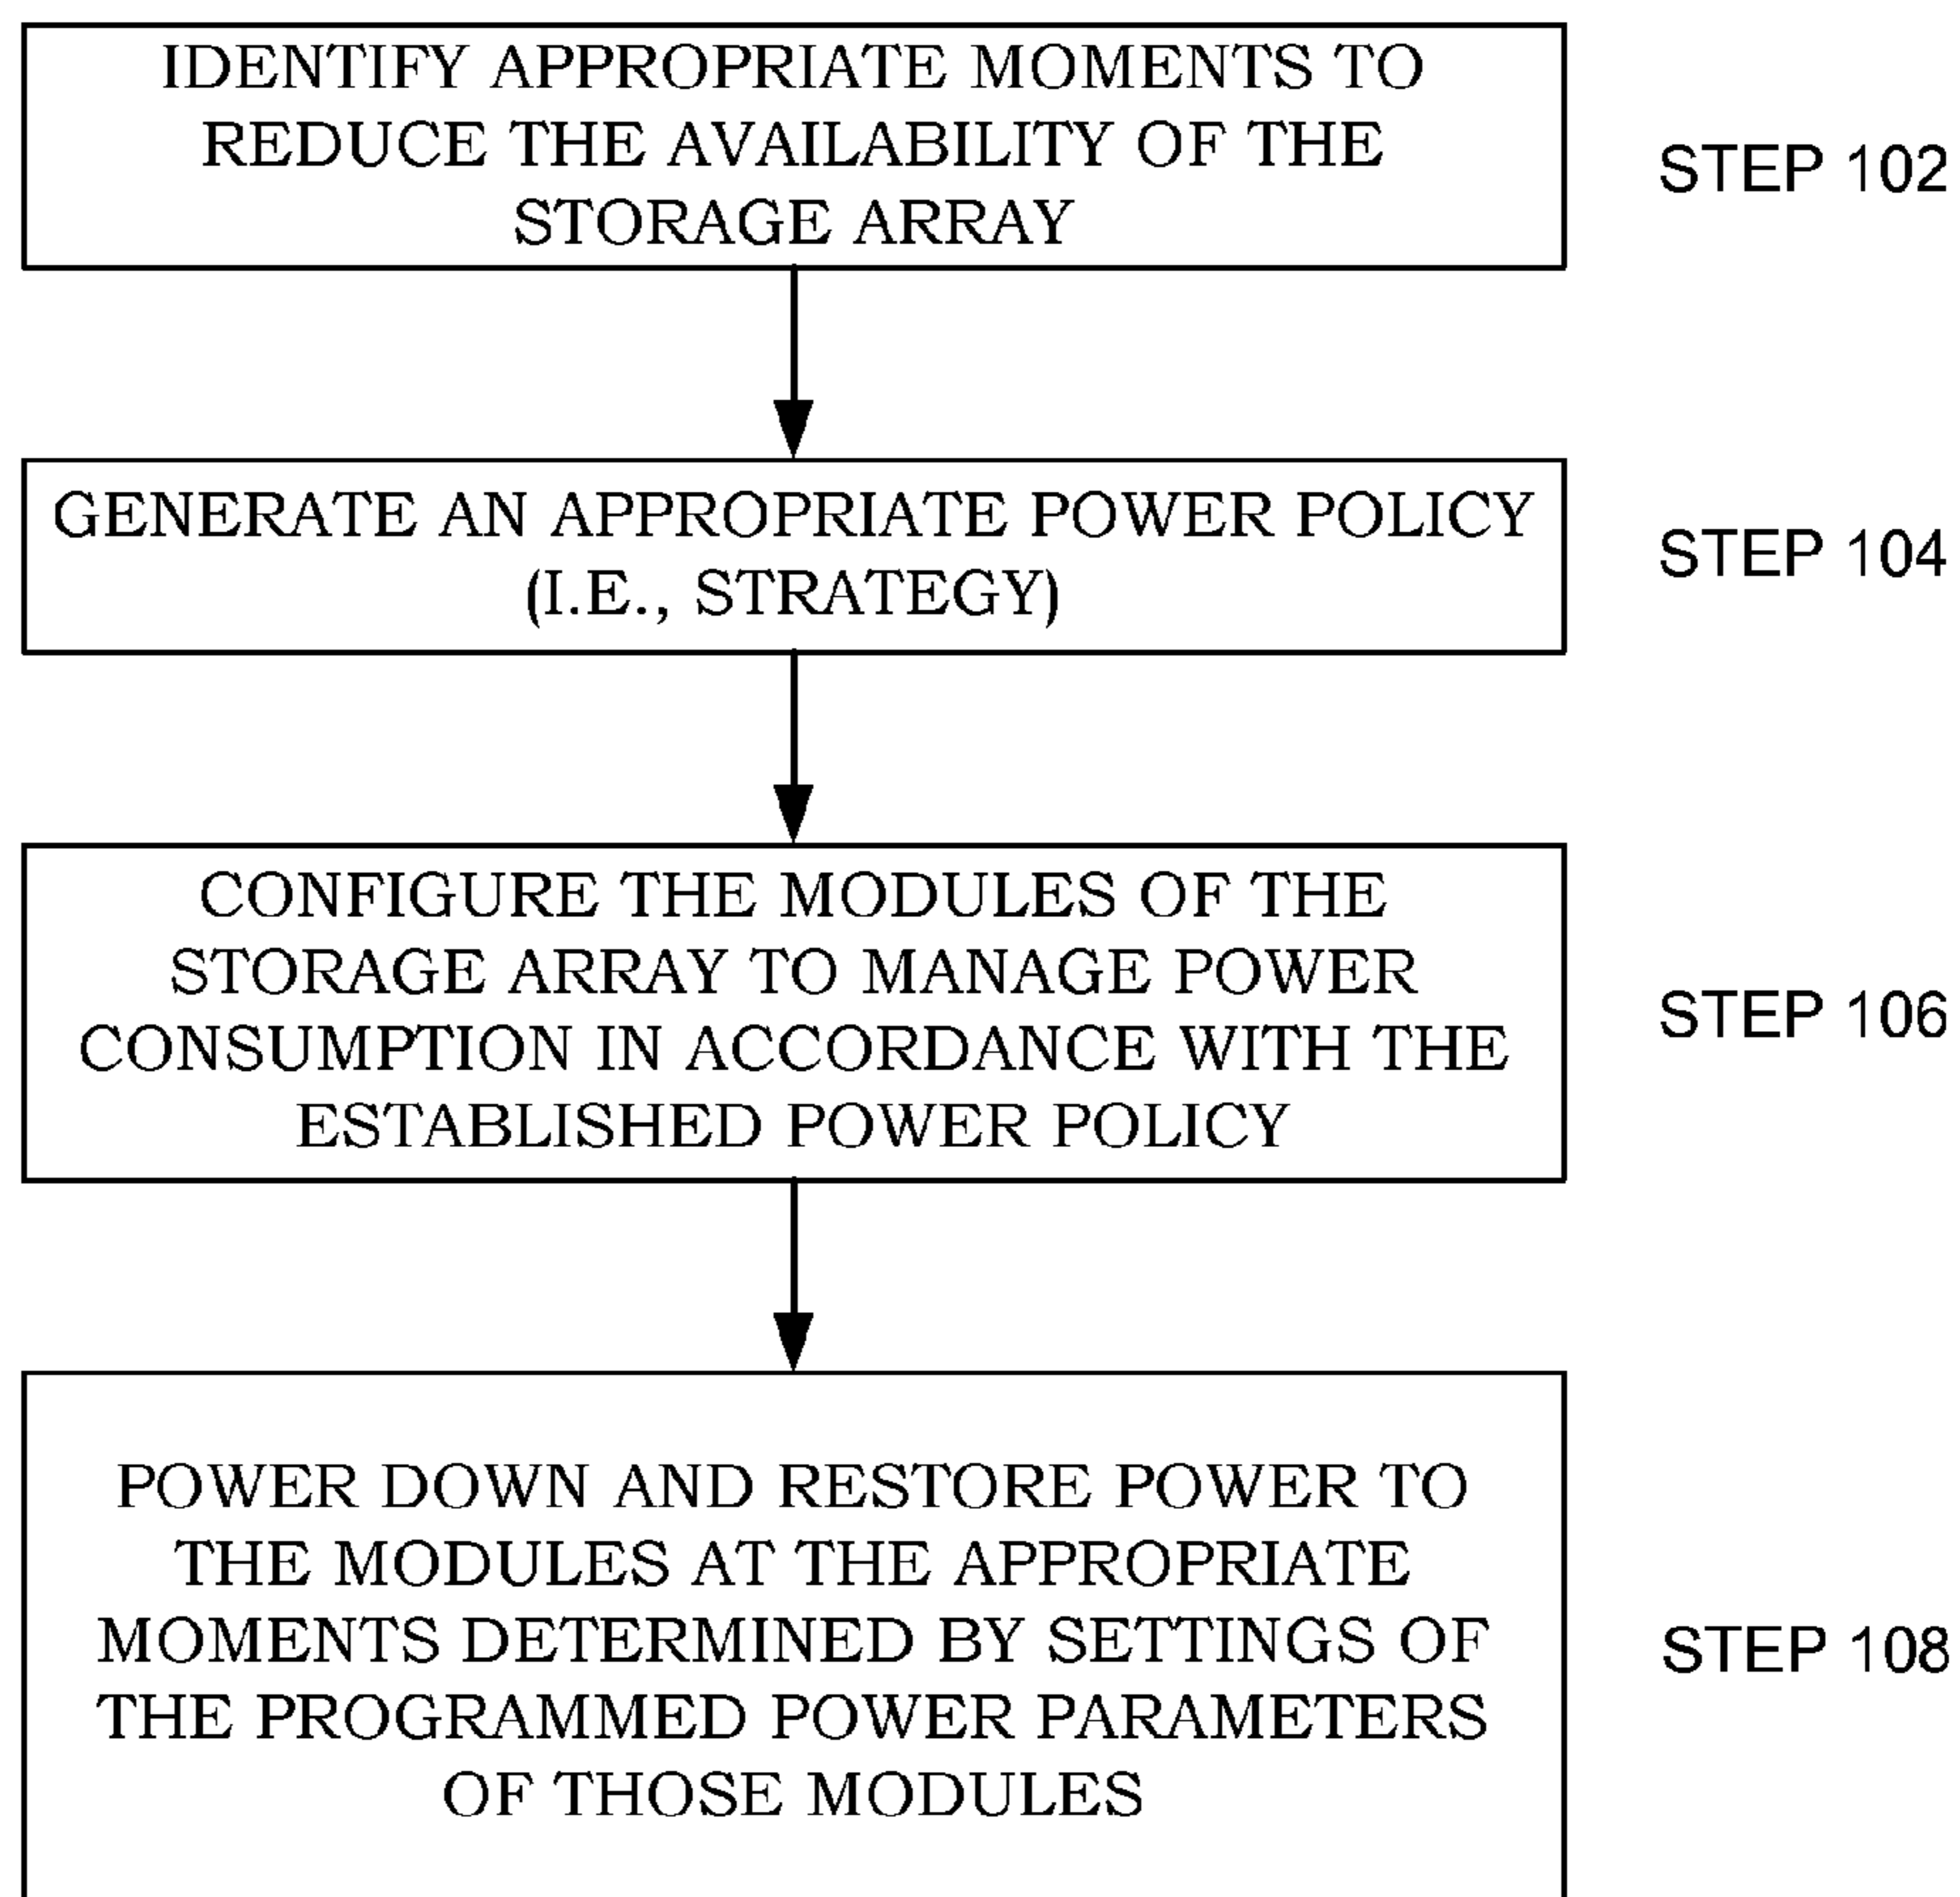 IDENTIFY APPROPRIATE MOMENTS TO
REDUCE THE AVAILABILITY OF THE
STORAGE ARRAY
STEP 102
GENERATE AN APPROPRIATE POWER POLICY
(I.E., STRATEGY)
STEP 104
CONFIGURE THE MODULES OF THE
STORAGE ARRAY TO MANAGE POWER
CONSUMPTION IN ACCORDANCE WITH THE
ESTABLISHED POWER POLICY
STEP 106
POWER DOWN AND RESTORE POWER TO
THE MODULES AT THE APPROPRIATE
MOMENTS DETERMINED BY SETTINGS OF
THE PROGRAMMED POWER PARAMETERS
OF THOSE MODULES
STEP 108